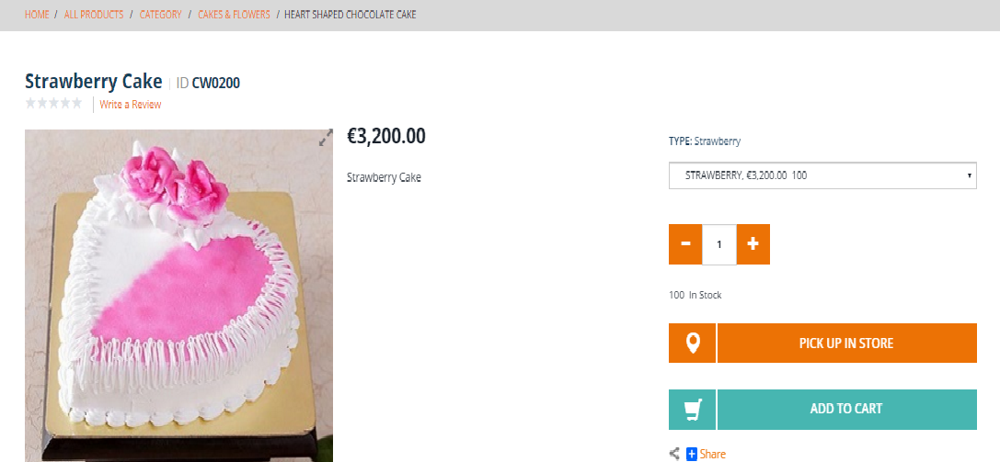 HOME / ALL PRODUCTS / CATEGORY / CAKES & FLOWERS / HEART SHAPED CHOCOLATE CAKE
Strawberry Cake | ID CW0200
Write a Review
€3,200.00
Strawberry Cake
TYPE: Strawberry
STRAWBERRY, €3,200.00 100
- 1 +
100 In Stock
PICK UP IN STORE
ADD TO CART
Share